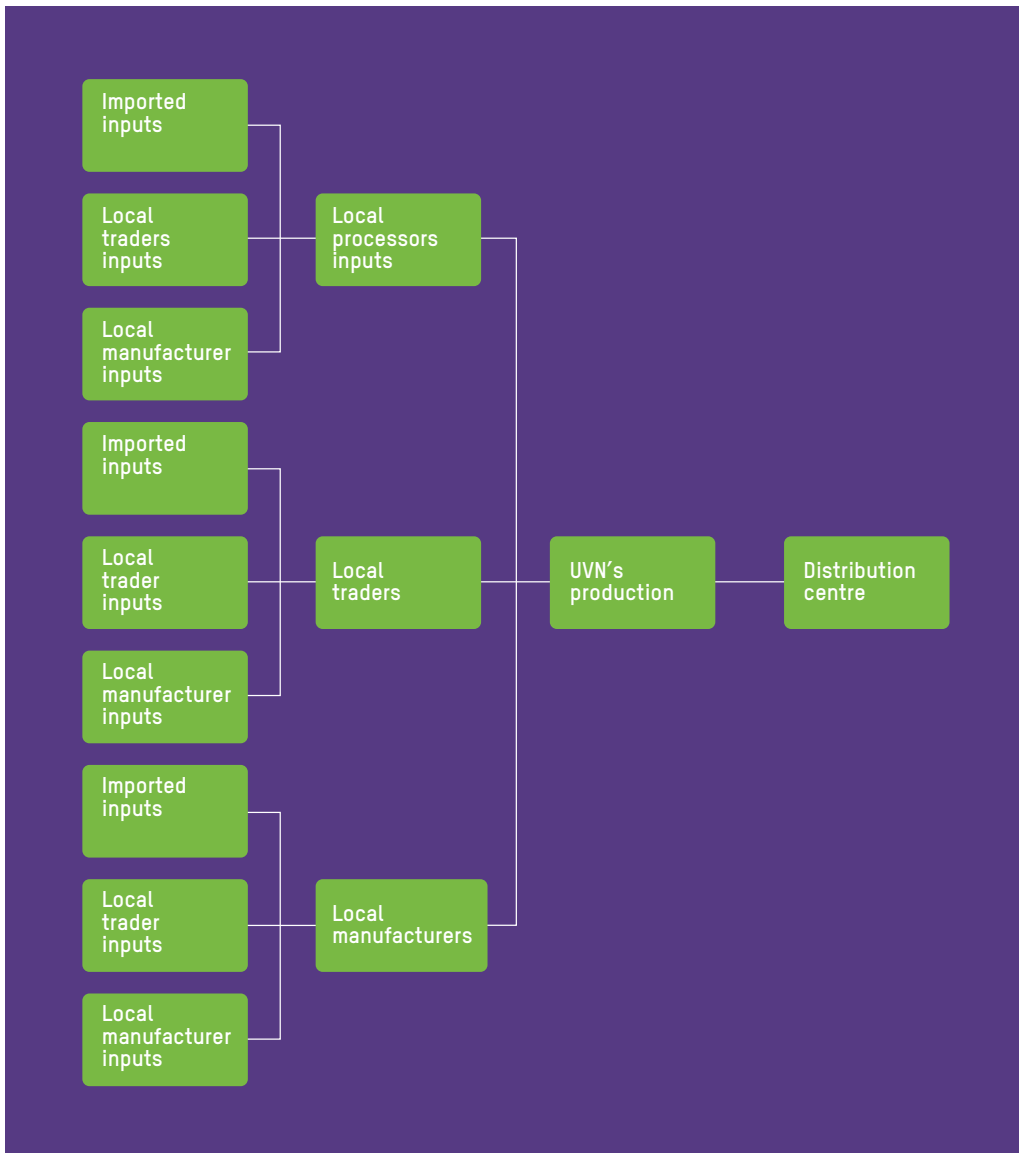 Imported
inputs
Local
traders
inputs
Local
manufacturer
inputs
Imported
inputs
Local
trader
inputs
Local
manufacturer
inputs
Imported
inputs
Local
trader
inputs
Local
manufacturer
inputs
Local
processors
inputs
Local
traders
Local
manufacturers
UVN's
production
Distribution
centre